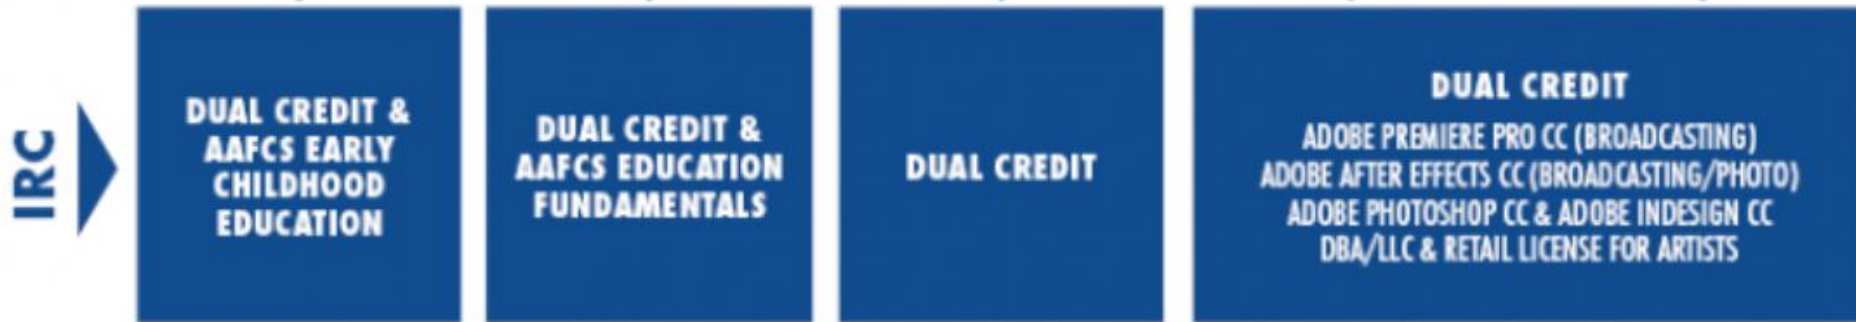 IRC
DUAL CREDIT &
AAFCS EARLY
CHILDHOOD
EDUCATION
DUAL CREDIT &
AAFCS EDUCATION
FUNDAMENTALS
DUAL CREDIT
DUAL CREDIT
ADOBE PREMIERE PRO CC (BROADCASTING)
ADOBE AFTER EFFECTS CC (BROADCASTING/PHOTO)
ADOBE PHOTOSHOP CC & ADOBE INDESIGN CC
DBA/LLC & RETAIL LICENSE FOR ARTISTS